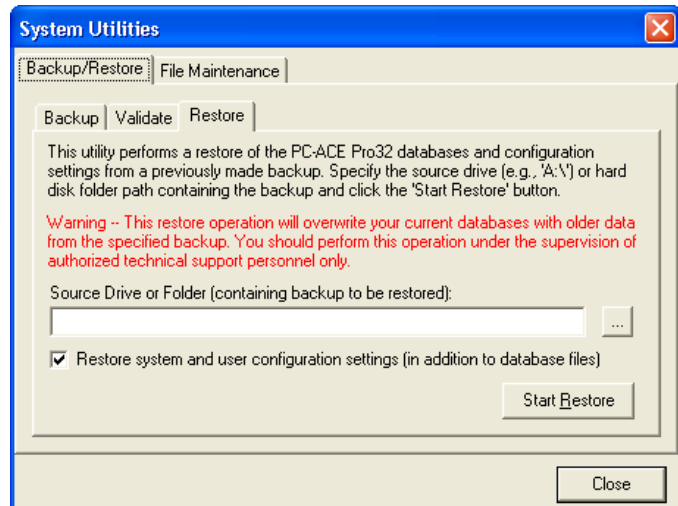 System Utilities
Backup/Restore File Maintenance
Backup Validate Restore
This utility performs a restore of the PC-ACE Pro32 databases and configuration
settings from a previously made backup. Specify the source drive (e.g., 'A:\') or hard
disk folder path containing the backup and click the 'Start Restore' button.
Warning -- This restore operation will overwrite your current databases with older data
from the specified backup. You should perform this operation under the supervision of
authorized technical support personnel only.
Source Drive or Folder (containing backup to be restored):
...
Restore system and user configuration settings (in addition to database files)
Start Restore
Close